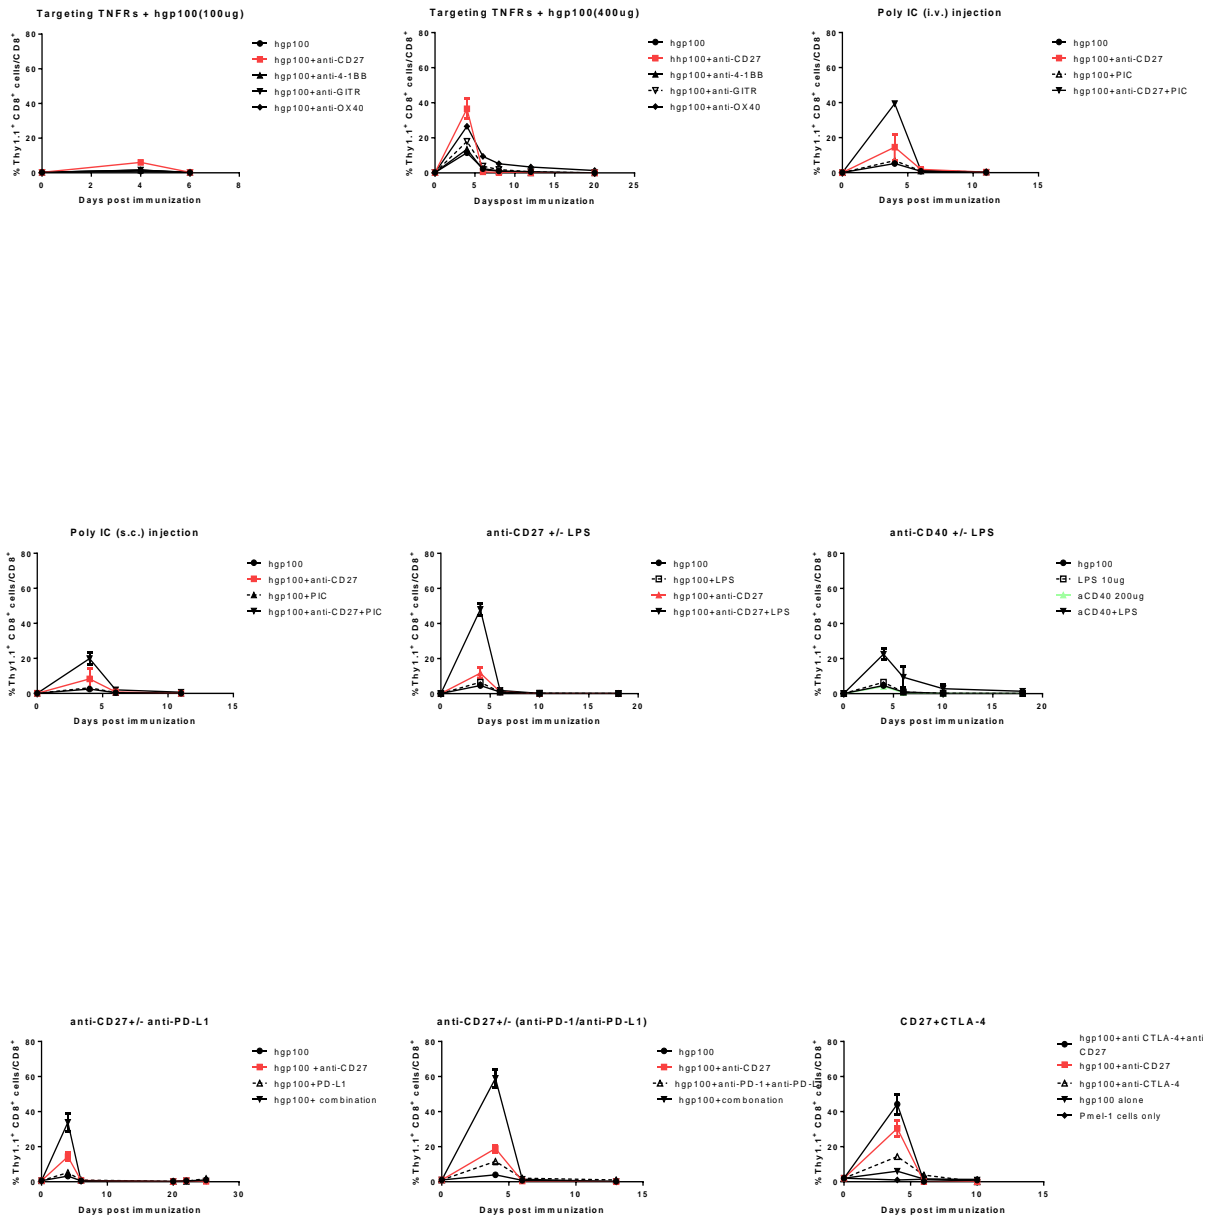 Targeting TNFRs + hgp100(100ug)
%Thy1.1+ CD8+ cells/CD8+
80
60
40
20
0
0 2 4 6 8
Days post immunization
hgp100
hgp100+anti-CD27
hgp100+anti-4-1BB
hgp100+anti-GITR
hgp100+anti-OX40
Targeting TNFRs + hgp100(400ug)
%Thy1.1+ CD8+ cells/CD8+
80
60
40
20
0
0 5 10 15 20 25
Dayspost immunization
hgp100
hhp100+anti-CD27
hgp100+anti-4-1BB
hgp100+anti-GITR
hgp100+anti-OX40
Poly IC (i.v.) injection
%Thy1.1+ CD8+ cells/CD8+
80
60
40
20
0
0 5 10 15
Days post immunization
hgp100
hgp100+anti-CD27
hgp100+PIC
hgp100+anti-CD27+PIC
Poly IC (s.c.) injection
%Thy1.1+ CD8+ cells/CD8+
80
60
40
20
0
0 5 10 15
Days post immunization
hgp100
hgp100+anti-CD27
hgp100+PIC
hgp100+anti-CD27+PIC
anti-CD27 +/- LPS
%Thy1.1+ CD8+ cells/CD8+
80
60
40
20
0
0 5 10 15 20
Days post immunization
hgp100
hgp100+LPS
hgp100+anti-CD27
hgp100+anti-CD27+LPS
anti-CD40 +/- LPS
%Thy1.1+ CD8+ cells/CD8+
80
60
40
20
0
0 5 10 15 20
Days post immunization
hgp100
LPS 10ug
aCD40 200ug
aCD40+LPS
anti-CD27+/- anti-PD-L1
%Thy1.1+ CD8+ cells/CD8+
80
60
40
20
0
0 10 20 30
Days post immunization
hgp100
hgp100 +anti-CD27
hgp100+PD-L1
hgp100+ combination
anti-CD27+/- (anti-PD-1/anti-PD-L1)
%Thy1.1+ CD8+ cells/CD8+
80
60
40
20
0
0 5 10 15
Days post immunization
hgp100
hgp100+anti-CD27
hgp100+anti-PD-1+anti-PD-L1
hgp100+combonation
CD27+CTLA-4
%Thy1.1+ CD8+ cells/CD8+
80
60
40
20
0
0 5 10 15
Days post immunization
hgp100+anti CTLA-4+anti
CD27
hgp100+anti-CD27
hgp100+anti-CTLA-4
hgp100 alone
Pmel-1 cells only